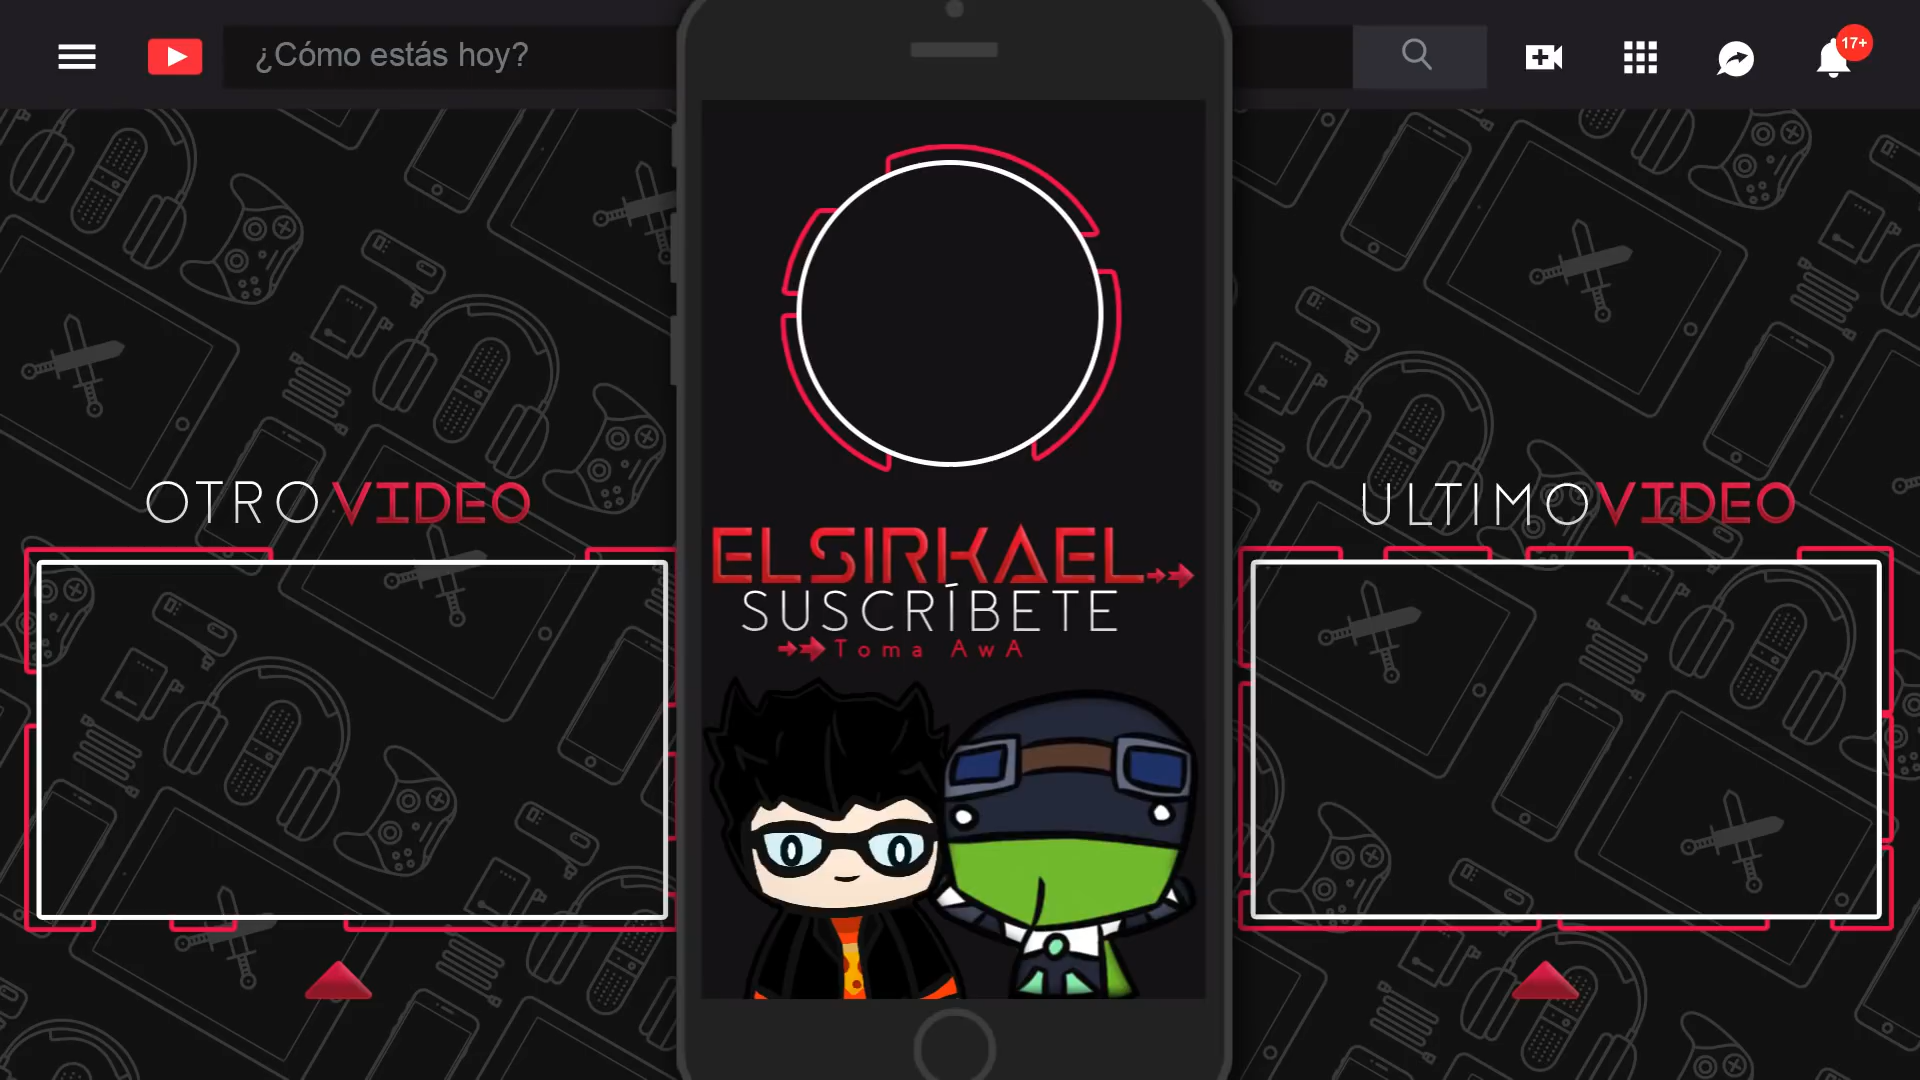 ¿Cómo estás hoy?
17+
OTRO VIDEO
ULTIMO VIDEO
ELSIRKAEL
SUSCRÍBETE
Toma AwA